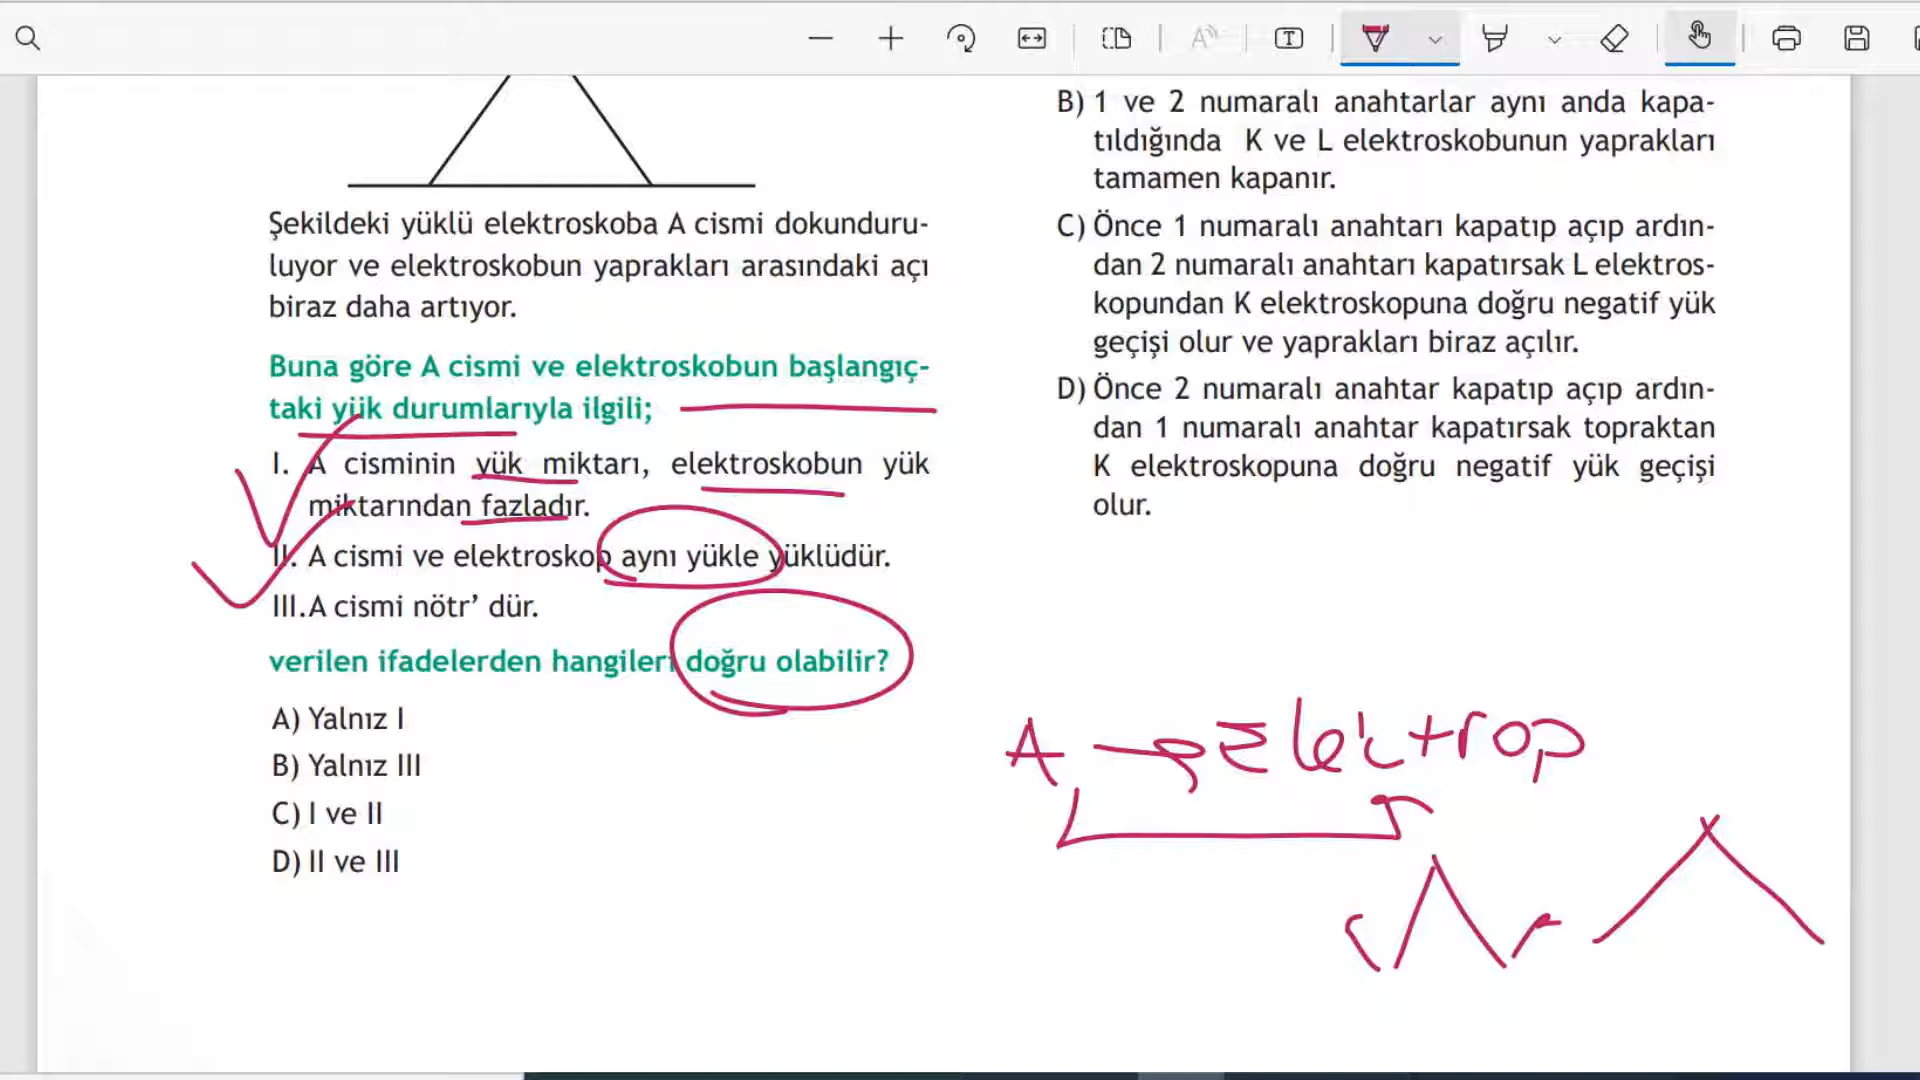 Şekildeki yüklü elektroskoba A cismi dokunduru-
luyor ve elektroskobun yaprakları arasındaki açı
biraz daha artıyor.
Buna göre A cismi ve elektroskobun başlangıç-
taki yük durumlarıyla ilgili;
I. A cisminin yük miktarı, elektroskobun yük
miktarından fazladır.
II. A cismi ve elektroskop aynı yükle yüklüdür.
III.A cismi nötr’ dür.
verilen ifadelerden hangileri doğru olabilir?
A) Yalnız I
B) Yalnız III
C) I ve II
D) II ve III
B) 1 ve 2 numaralı anahtarlar aynı anda kapa-
tıldığında K ve L elektroskobunun yaprakları
tamamen kapanır.
C) Önce 1 numaralı anahtarı kapatıp açıp ardın-
dan 2 numaralı anahtarı kapatırsak L elektros-
kopundan K elektroskopuna doğru negatif yük
geçişi olur ve yaprakları biraz açılır.
D) Önce 2 numaralı anahtar kapatıp açıp ardın-
dan 1 numaralı anahtar kapatırsak topraktan
K elektroskopuna doğru negatif yük geçişi
olur.
A Elektrop